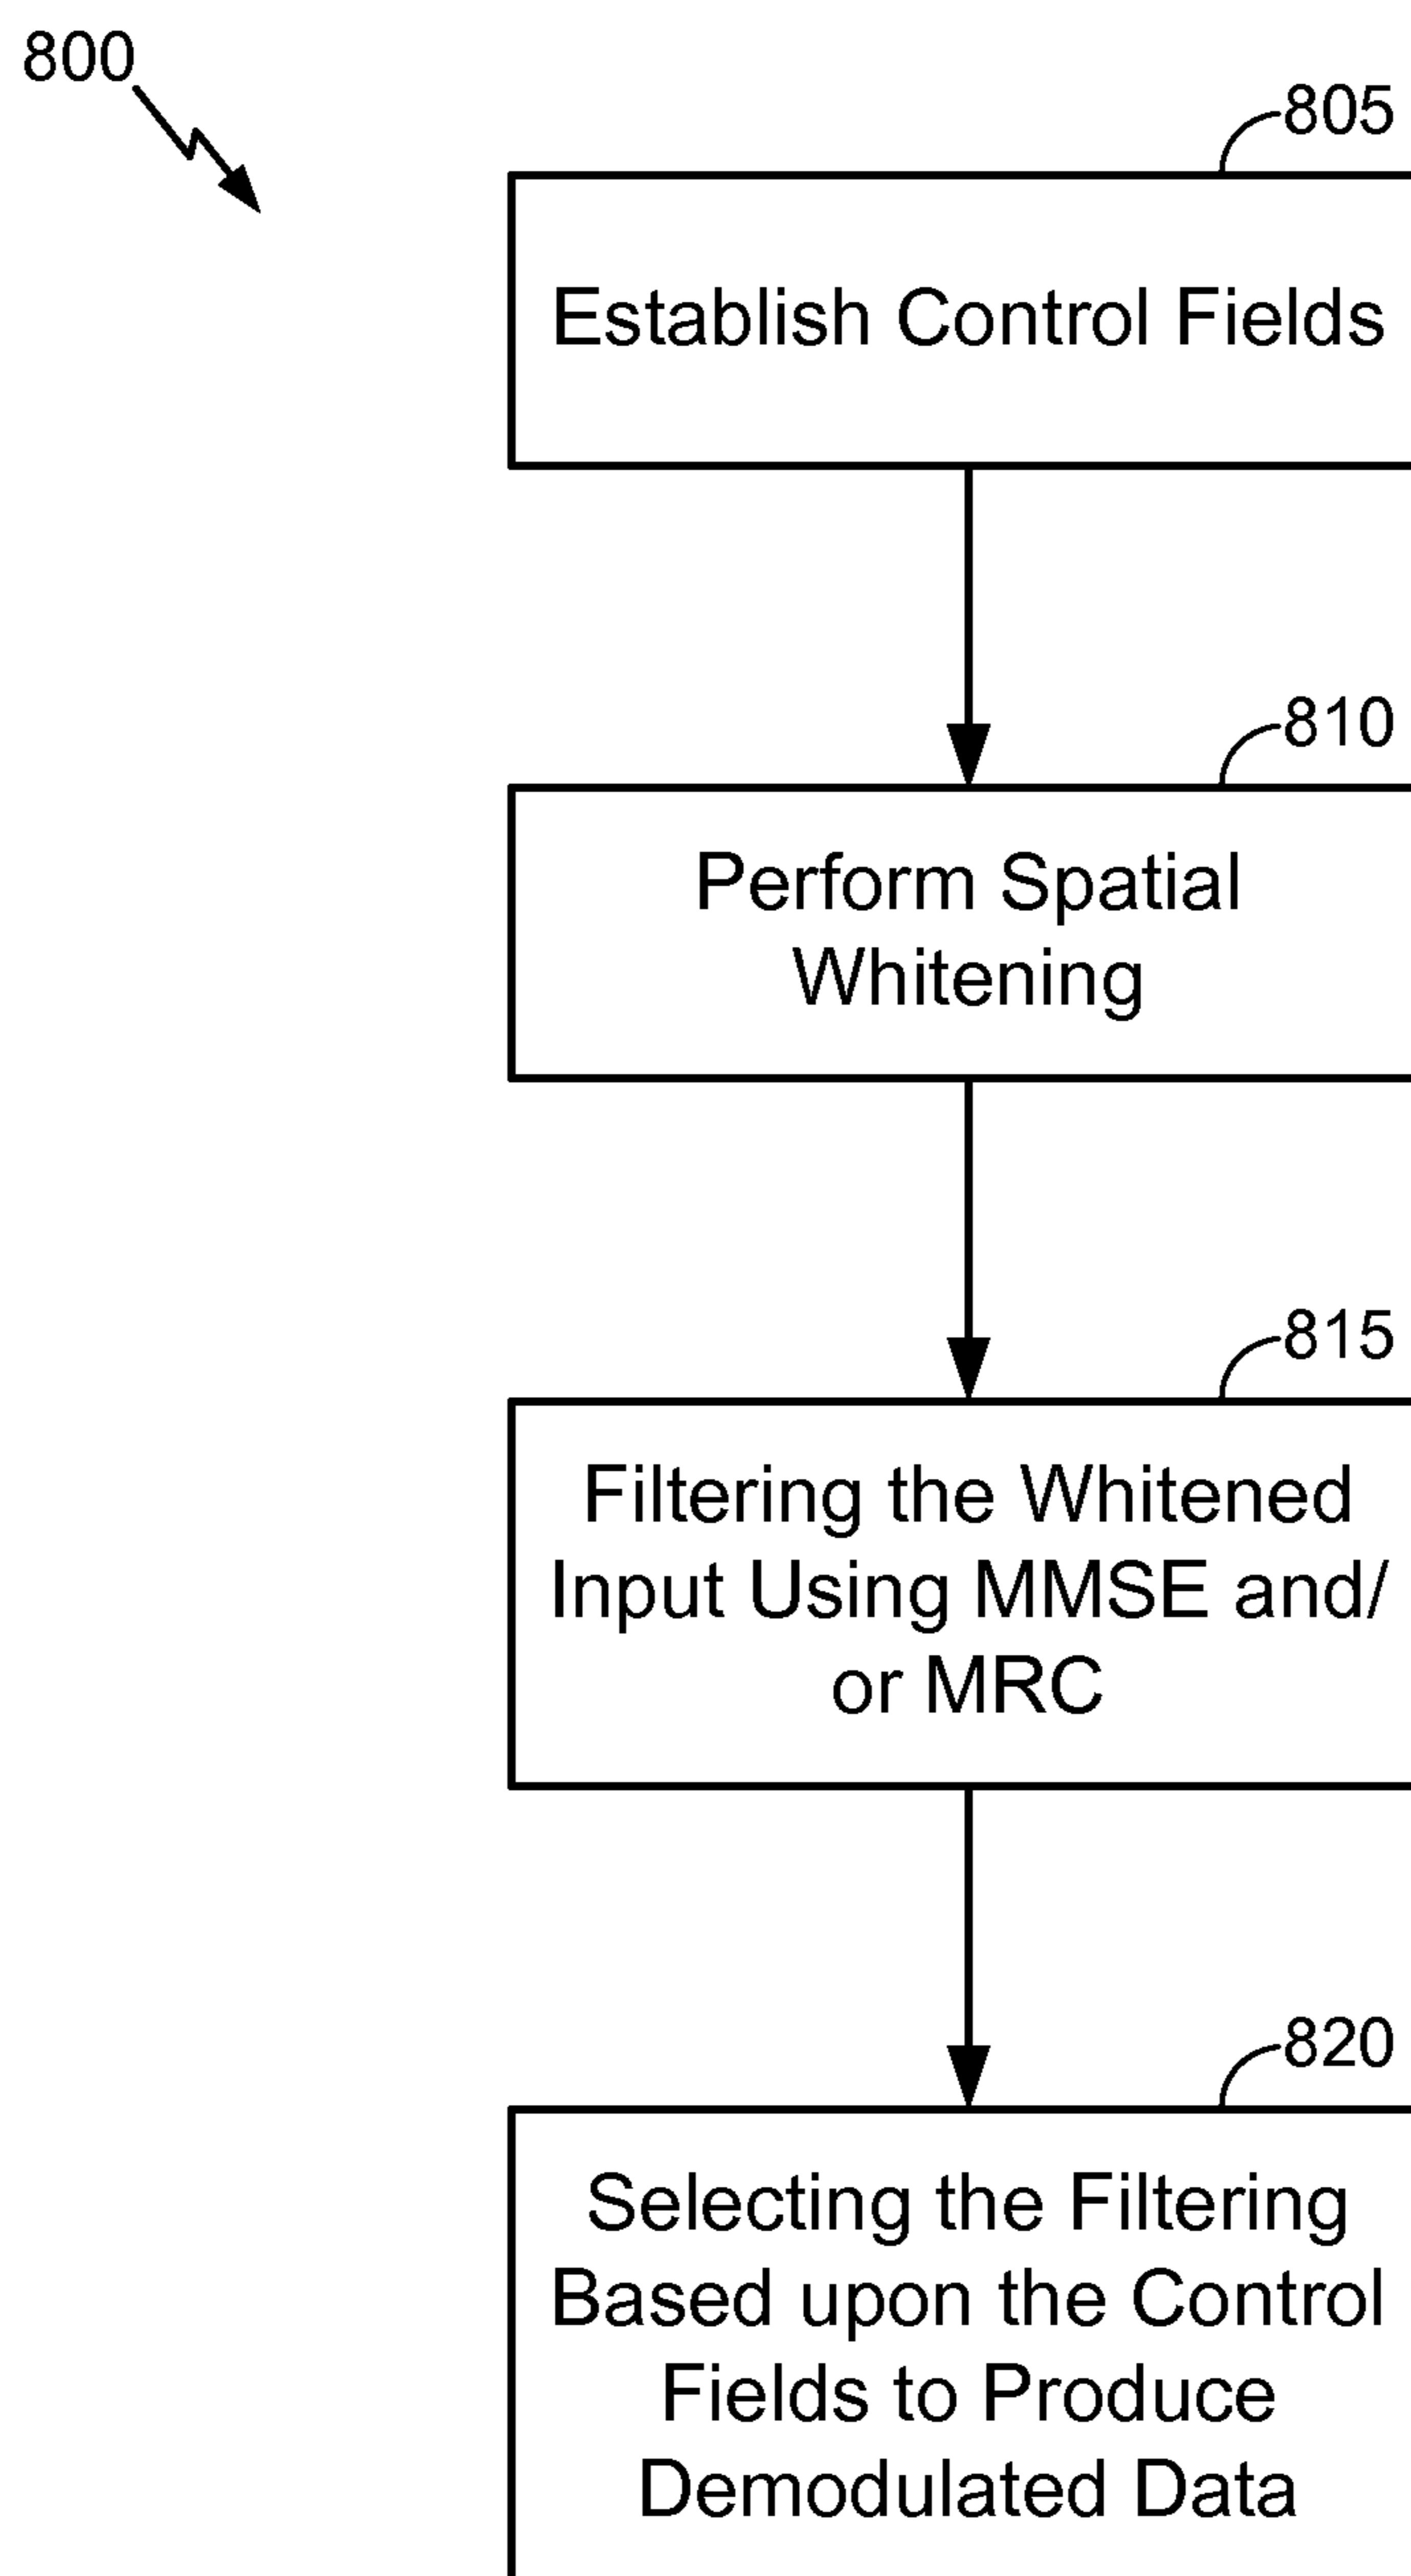 800
805
Establish Control Fields
810
Perform Spatial
Whitening
815
Filtering the Whitened
Input Using MMSE and/
or MRC
820
Selecting the Filtering
Based upon the Control
Fields to Produce
Demodulated Data